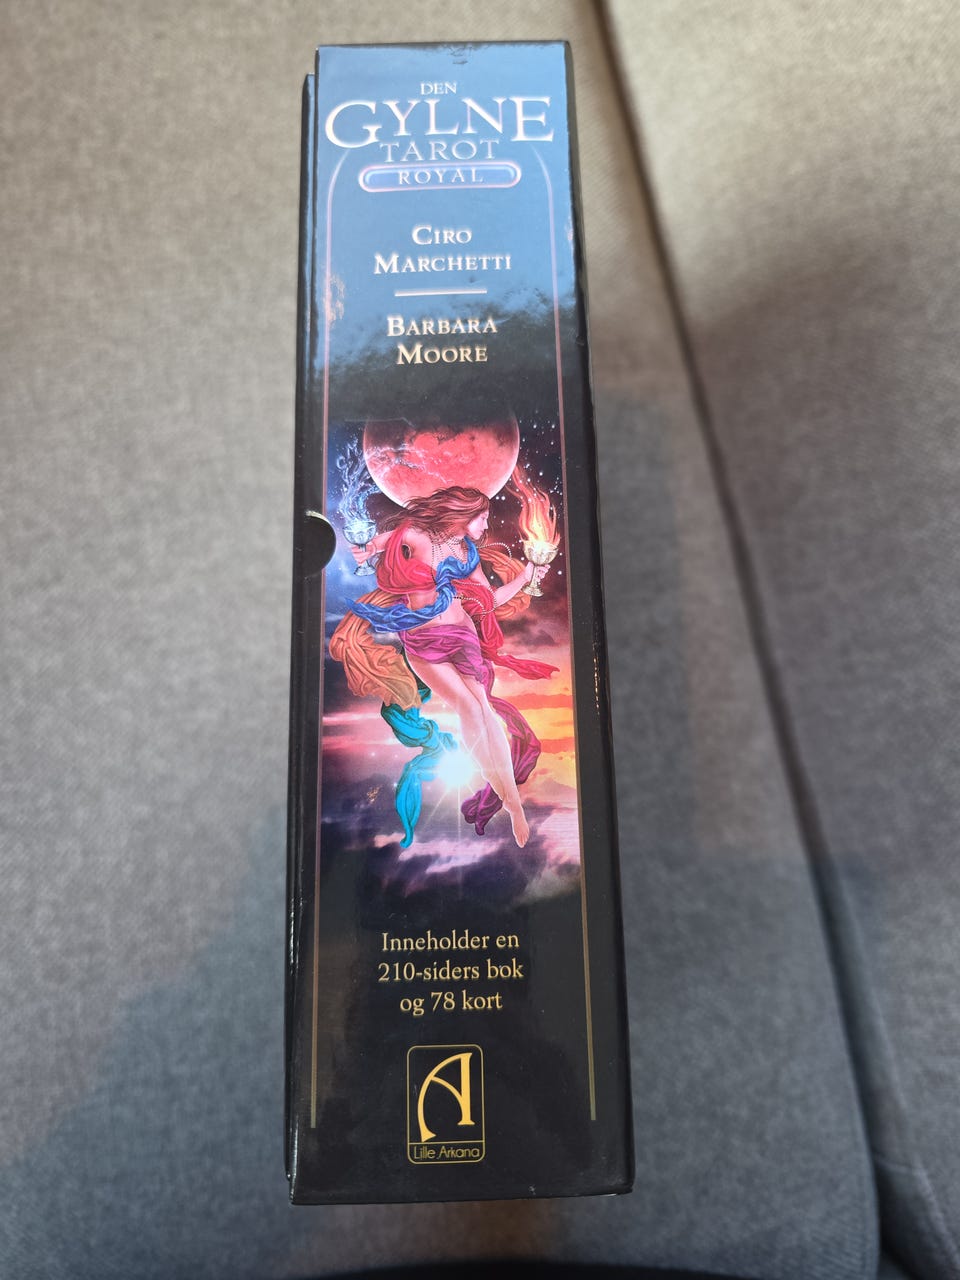 DEN
GYLNE
TAROT
ROYAL
CIRO
MARCHETTI
BARBARA
MOORE
Inneholder en
210-siders bok
og 78 kort
A
Lille Arkana